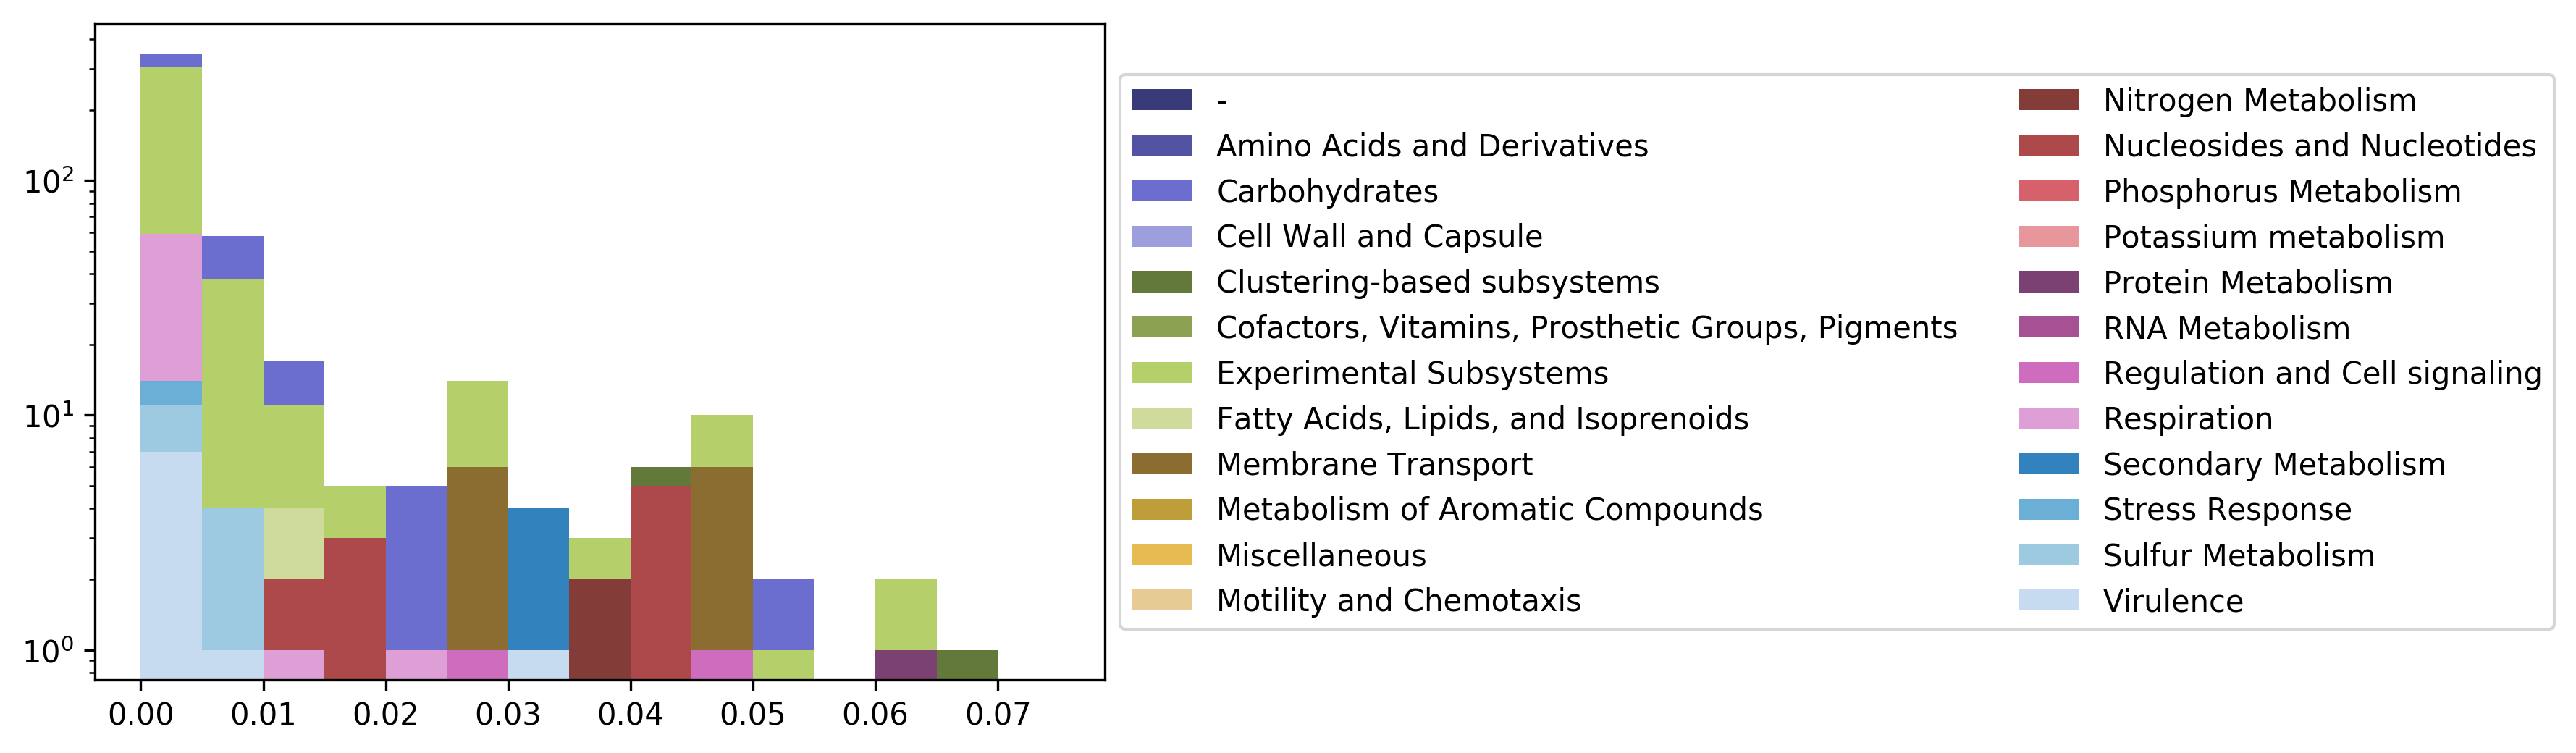 10²
10¹
10⁰
0.00 0.01 0.02 0.03 0.04 0.05 0.06 0.07
-
Amino Acids and Derivatives
Carbohydrates
Cell Wall and Capsule
Clustering-based subsystems
Cofactors, Vitamins, Prosthetic Groups, Pigments
Experimental Subsystems
Fatty Acids, Lipids, and Isoprenoids
Membrane Transport
Metabolism of Aromatic Compounds
Miscellaneous
Motility and Chemotaxis
Nitrogen Metabolism
Nucleosides and Nucleotides
Phosphorus Metabolism
Potassium metabolism
Protein Metabolism
RNA Metabolism
Regulation and Cell signaling
Respiration
Secondary Metabolism
Stress Response
Sulfur Metabolism
Virulence